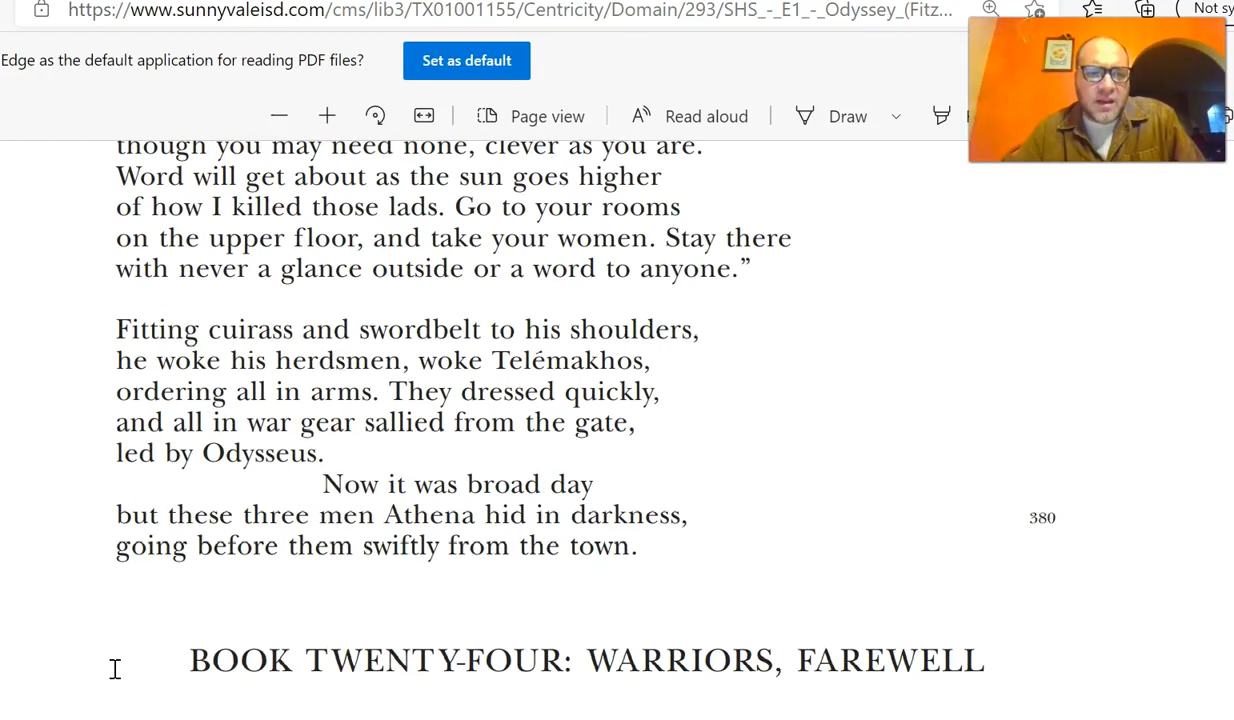 https://www.sunnyvaleisd.com/cms/lib3/TX01001155/Centricity/Domain/293/SHS_-_E1_-_Odyssey_(Fitz...
Not sy
Edge as the default application for reading PDF files?
Set as default
Page view
Read aloud
Draw
though you may need none, clever as you are.
Word will get about as the sun goes higher
of how I killed those lads. Go to your rooms
on the upper floor, and take your women. Stay there
with never a glance outside or a word to anyone.”
Fitting cuirass and swordbelt to his shoulders,
he woke his herdsmen, woke Telémakhos,
ordering all in arms. They dressed quickly,
and all in war gear sallied from the gate,
led by Odysseus.
Now it was broad day
but these three men Athena hid in darkness,
380
going before them swiftly from the town.
BOOK TWENTY-FOUR: WARRIORS, FAREWELL